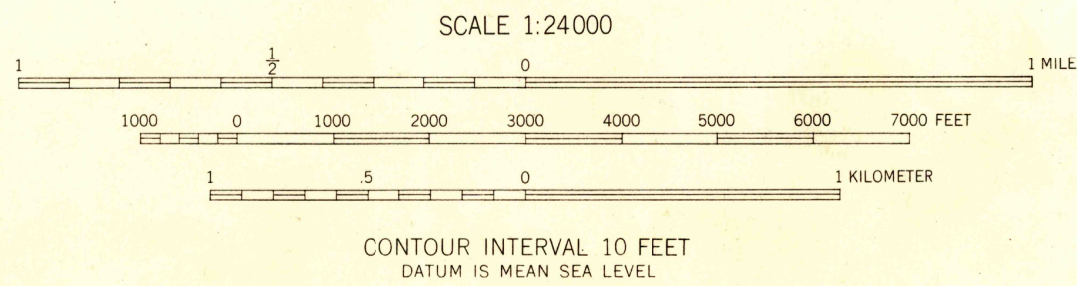 SCALE 1:24000
1 1/2 0 1 MILE
1000 0 1000 2000 3000 4000 5000 6000 7000 FEET
1 .5 0 1 KILOMETER
CONTOUR INTERVAL 10 FEET
DATUM IS MEAN SEA LEVEL